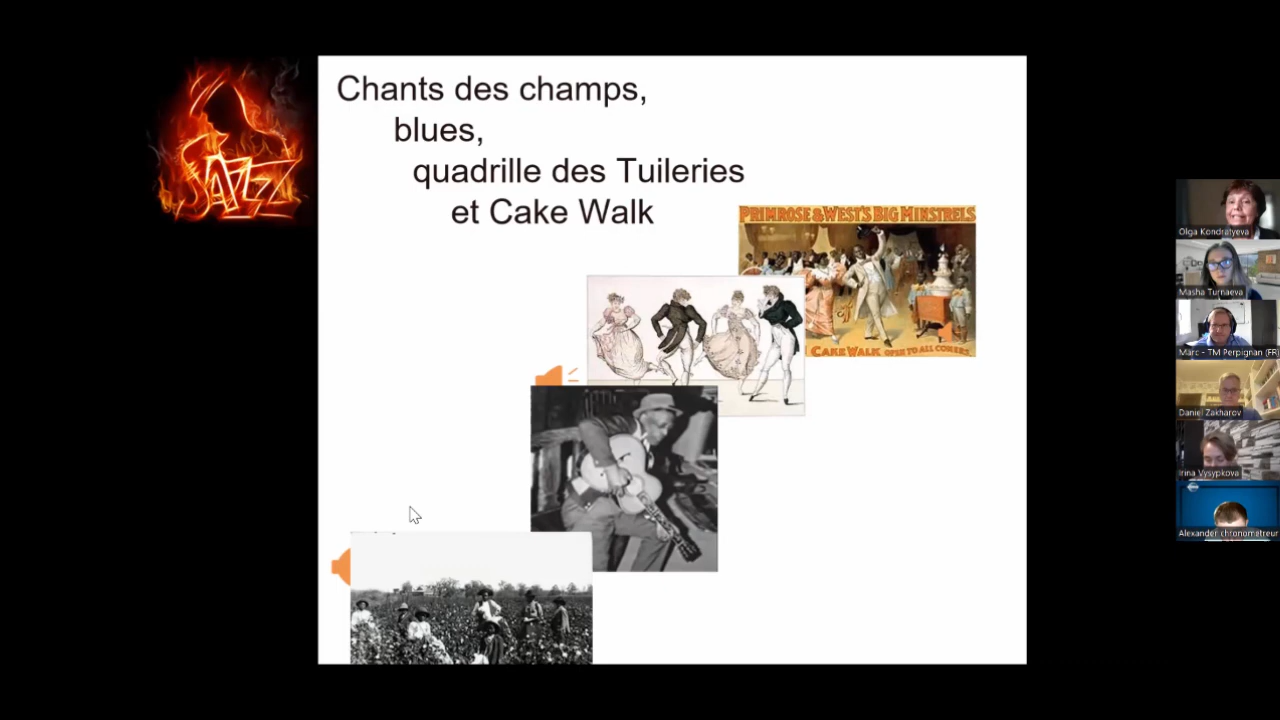 JAZZ
Chants des champs,
blues,
quadrille des Tuileries
et Cake Walk
PRIMROSE & WEST'S BIG MINSTRELS
CAKE WALK OPEN TO ALL COMERS.
Olga Kondratyeva
Masha Turnaeva
Marc - TM Perpignan (FR
Daniel Zakharov
Irina Vysypkova
Alexander chronometreur